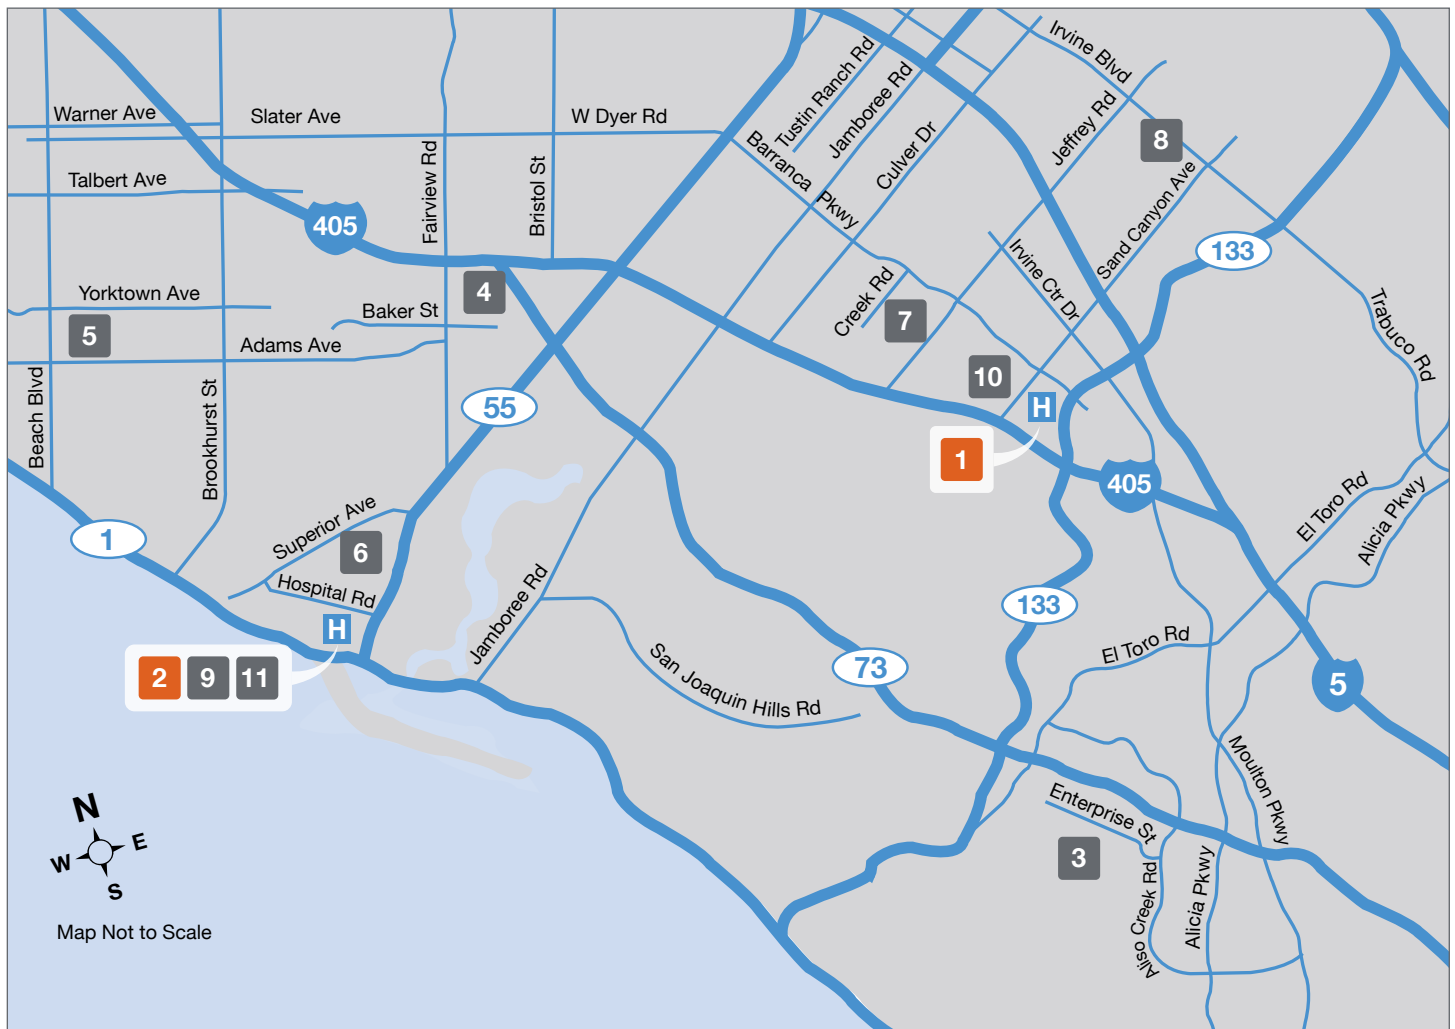 Irvine Blvd
Tustin Ranch Rd
Jamboree Rd
Culver Dr
Jeffrey Rd
Warner Ave
Slater Ave
W Dyer Rd
8
Barranca Pkwy
Talbert Ave
Fairview Rd
Bristol St
405
Sand Canyon Ave
133
Irvine Ctr Dr
Yorktown Ave
4
Creek Rd
7
Trabuco Rd
Baker St
5
Adams Ave
Beach Blvd
Brookhurst St
10
55
H
1
405
El Toro Rd
Alicia Pkwy
1
Superior Ave
6
Hospital Rd
H
Jamboree Rd
133
El Toro Rd
2 9 11
San Joaquin Hills Rd
73
5
Moulton Pkwy
Enterprise St
3
Aliso Creek Rd
Alicia Pkwy
N
W
E
S
Map Not to Scale